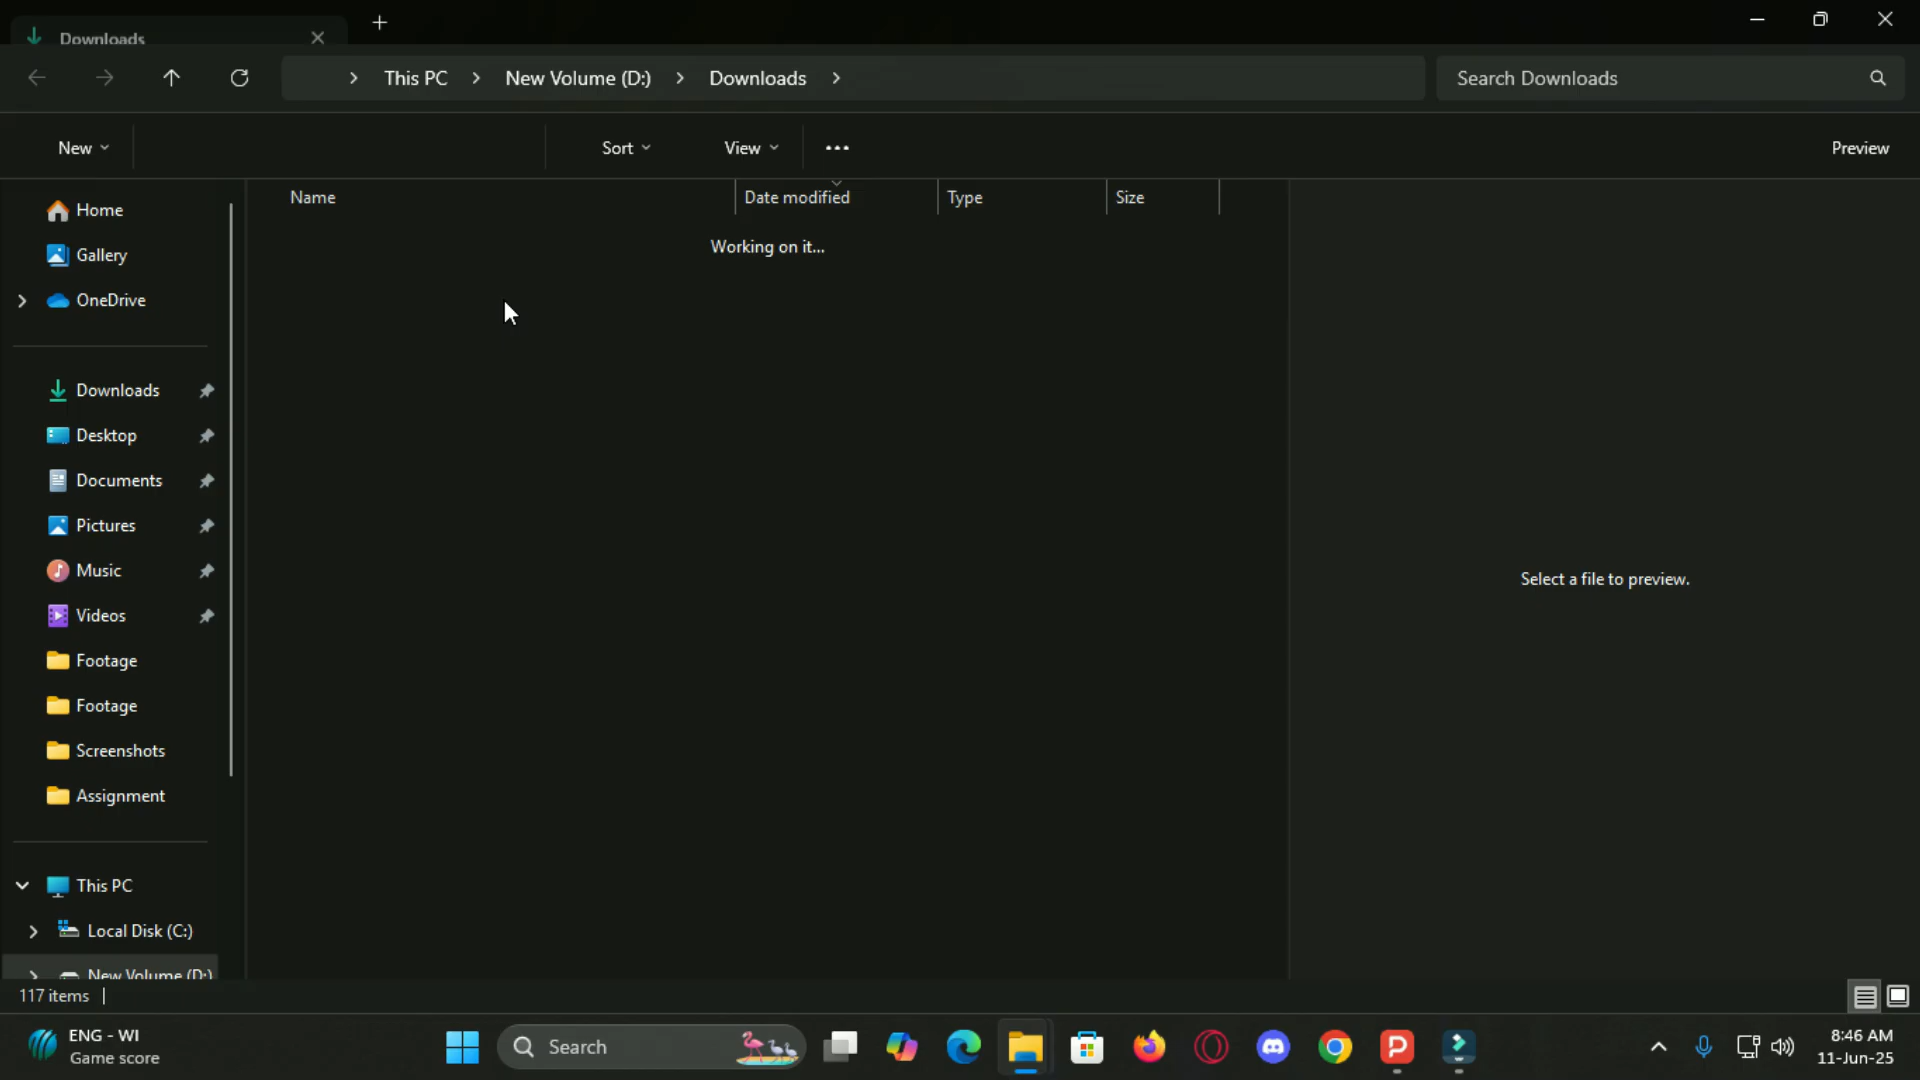 Downloads
This PC > New Volume (D:) > Downloads >
Search Downloads
New
Sort
View
Preview
Name
Date modified
Type
Size
Working on it...
Home
Gallery
OneDrive
Downloads
Desktop
Documents
Pictures
Music
Videos
Footage
Footage
Screenshots
Assignment
This PC
Local Disk (C:)
New Volume (D:)
Select a file to preview.
117 items
ENG - WI
Game score
Search
8:46 AM
11-Jun-25